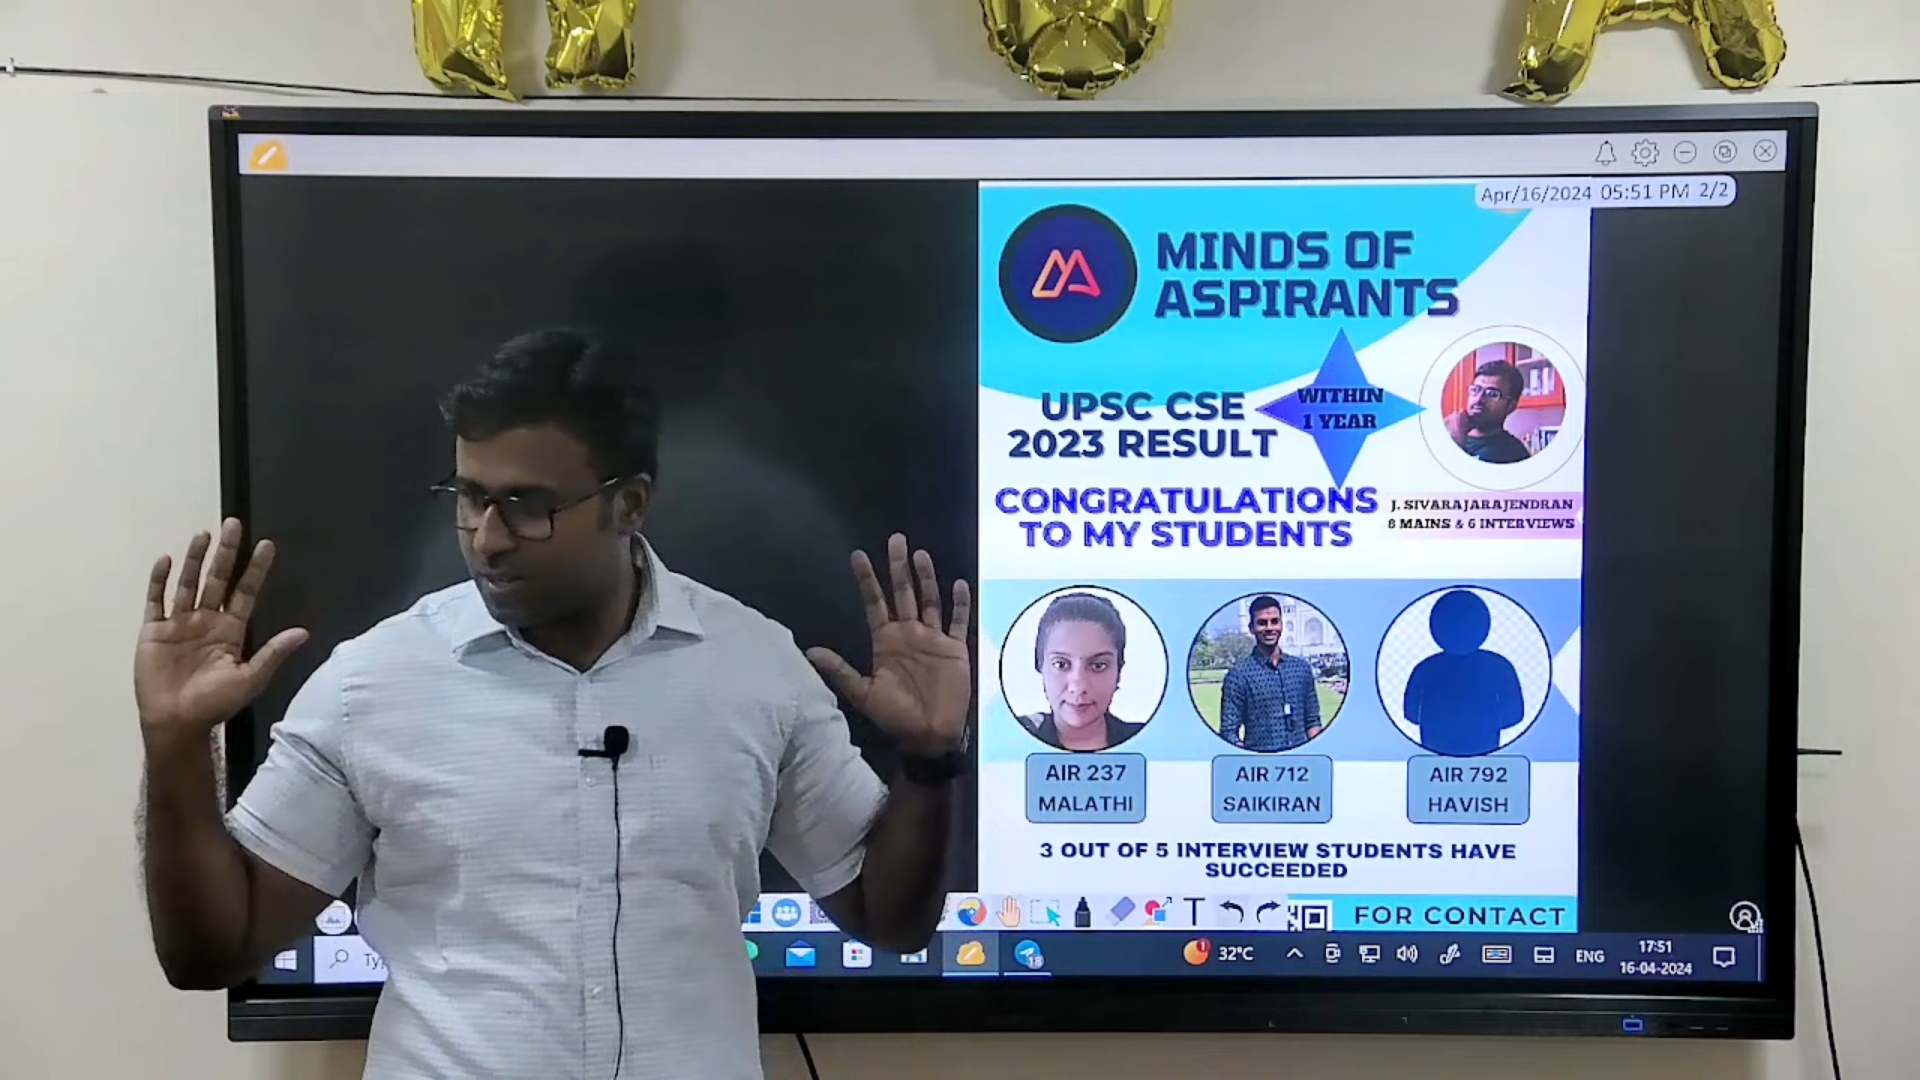 Apr/16/2024 05:51 PM 2/2
MINDS OF
ASPIRANTS
UPSC CSE
2023 RESULT
WITHIN
1 YEAR
CONGRATULATIONS
TO MY STUDENTS
J. SIVARAJARAJENDRAN
8 MAINS & 6 INTERVIEWS
AIR 237
MALATHI
AIR 712
SAIKIRAN
AIR 792
HAVISH
3 OUT OF 5 INTERVIEW STUDENTS HAVE
SUCCEEDED
FOR CONTACT
T
18
1
32°C
ENG
17:51
16-04-2024